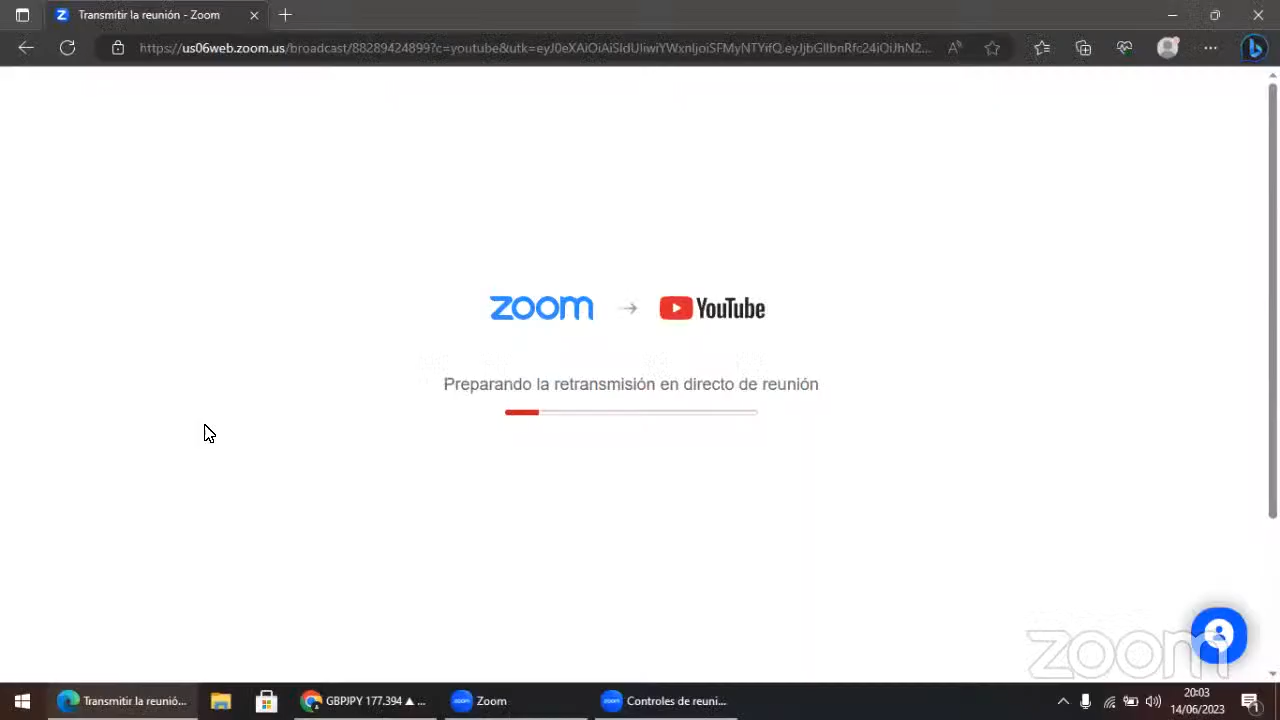 Transmitir la reunión - Zoom
https://us06web.zoom.us/broadcast/88289424899?c=youtube&utk=
zoom → YouTube
Preparando la retransmisión en directo de reunión
zoom
Transmitir la reunió...
GBPJPY 177.394 ▲ ...
Zoom
Controles de reuni...
20:03
14/06/2023
1